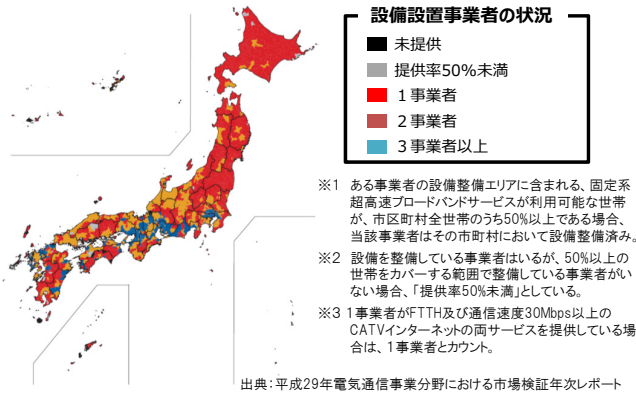 設備設置事業者の状況
未提供
提供率50%未満
1事業者
2事業者
3事業者以上
※1 ある事業者の設備整備エリアに含まれる、固定系
超高速ブロードバンドサービスが利用可能な世帯
が、市区町村全世帯のうち50%以上である場合、
当該事業者はその市町村において設備整備済み。
※2 設備を整備している事業者はいるが、50%以上の
世帯をカバーする範囲で整備している事業者がい
ない場合、「提供率50%未満」としている。
※3 1事業者がFTTH及び通信速度30Mbps以上の
CATVインターネットの両サービスを提供している場
合は、1事業者とカウント。
出典:平成29年電気通信事業分野における市場検証年次レポート